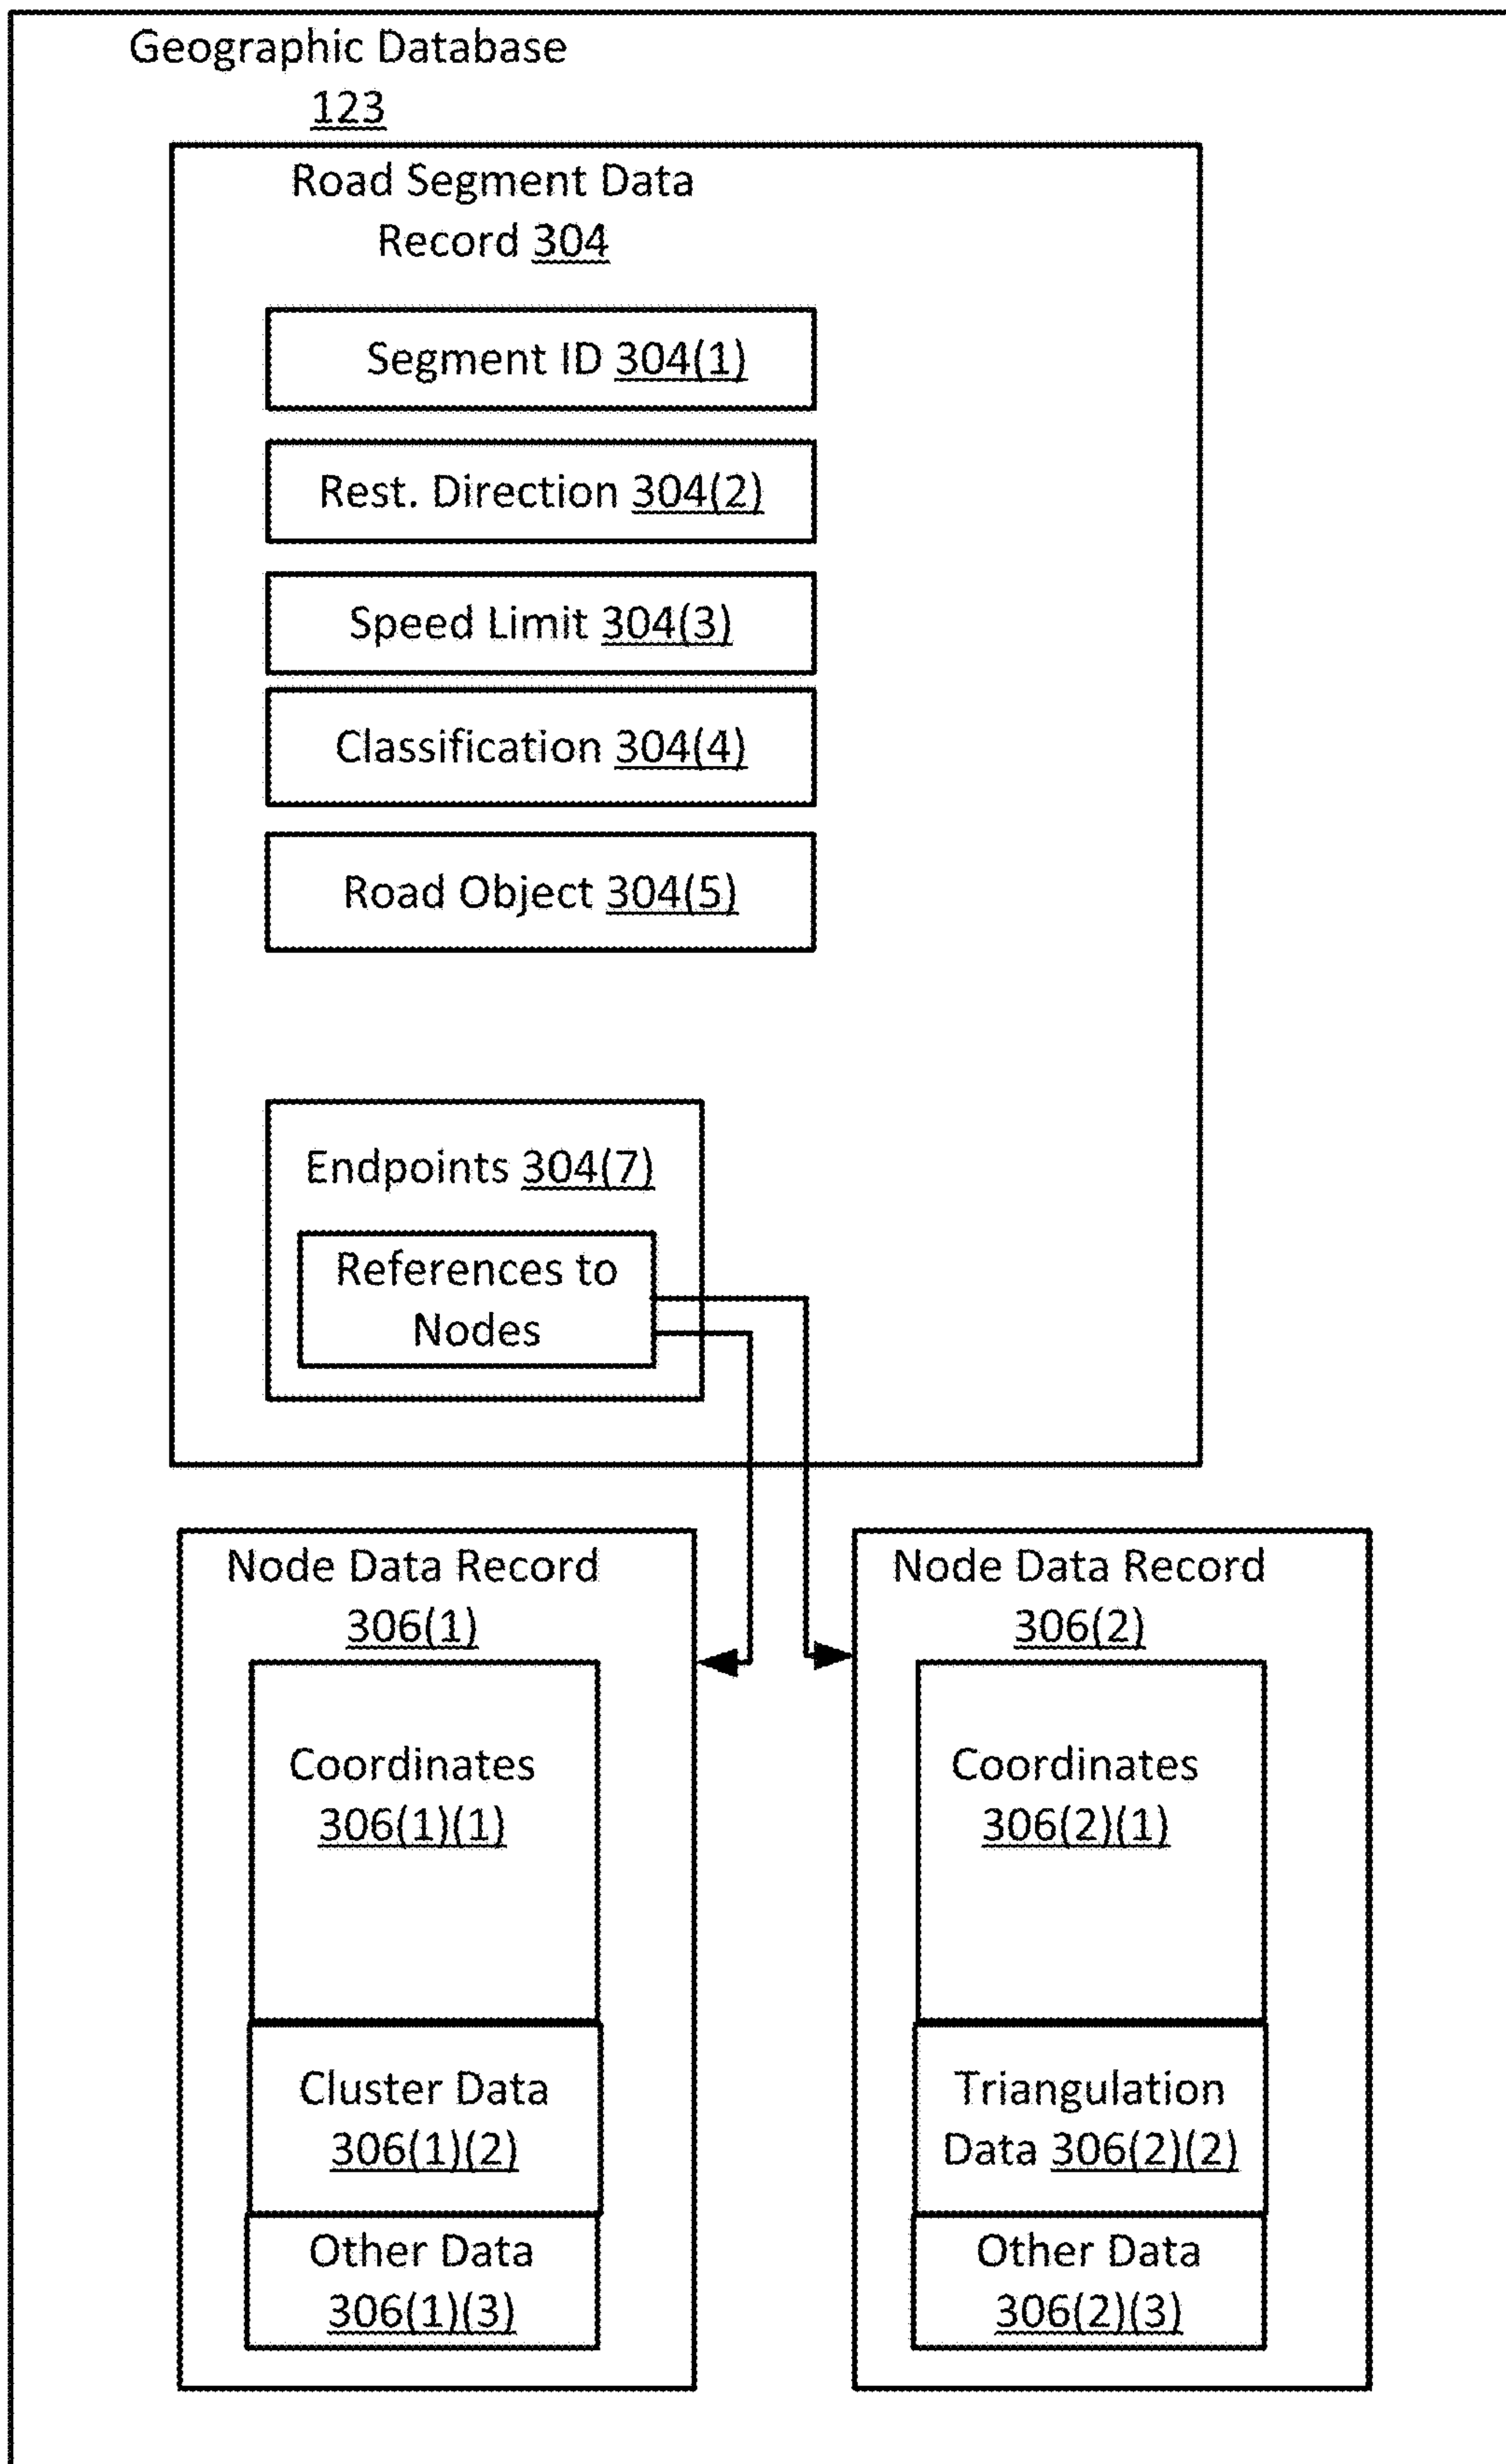 Geographic Database
123
Road Segment Data
Record 304
Segment ID 304(1)
Rest. Direction 304(2)
Speed Limit 304(3)
Classification 304(4)
Road Object 304(5)
Endpoints 304(7)
References to
Nodes
Node Data Record
306(1)
Coordinates
306(1)(1)
Cluster Data
306(1)(2)
Other Data
306(1)(3)
Node Data Record
306(2)
Coordinates
306(2)(1)
Triangulation
Data 306(2)(2)
Other Data
306(2)(3)